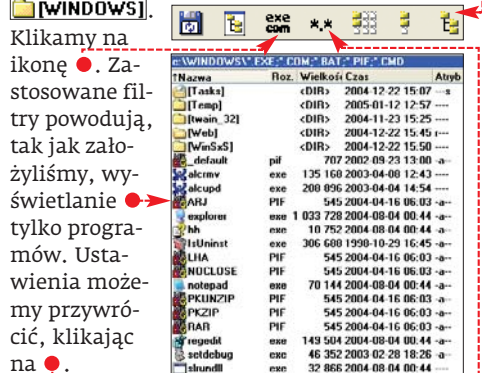 [WINDOWS].
Klikamy na
ikonę. Za-
stosowane fil-
try powodują,
tak jak zało-
żyliśmy, wy-
świetlanie
tylko progra-
mów. Usta-
wienia może-
my przywró-
cić, klikając
na.
exe
com
*.*
c:\WINDOWS\*.EXE;*.COM;*.BAT;*.PIF;*.CMD
↑Nazwa Roz. Wielkość Czas Atryb
[Tasks] <DIR> 2004-12-22 15:07 ---s
[Temp] <DIR> 2005-01-12 12:57 ----
[twain_32] <DIR> 2004-11-23 15:25 ----
[Web] <DIR> 2004-12-22 15:45 r---
[WinSxS] <DIR> 2004-12-22 15:50 ----
_default pif 707 2002-09-23 13:00 -a--
alcrmv exe 135 168 2003-04-08 12:43 ----
alcupd exe 208 896 2003-04-04 14:54 ----
ARJ PIF 545 2004-04-16 06:03 -a--
explorer exe 1 033 728 2004-08-04 00:44 -a--
hh exe 10 752 2004-08-04 00:44 -a--
IsUninst exe 306 688 1998-10-29 16:45 -a--
LHA PIF 545 2004-04-16 06:03 -a--
NOCLOSE PIF 545 2004-04-16 06:03 -a--
notepad exe 70 144 2004-08-04 00:44 -a--
PKUNZIP PIF 545 2004-04-16 06:03 -a--
PKZIP PIF 545 2004-04-16 06:03 -a--
RAR PIF 545 2004-04-16 06:03 -a--
regedit exe 149 504 2004-08-04 00:44 -a--
setdebug exe 46 352 2003-02-28 18:26 -a--
slrundll exe 32 866 2004-08-04 00:44 ----